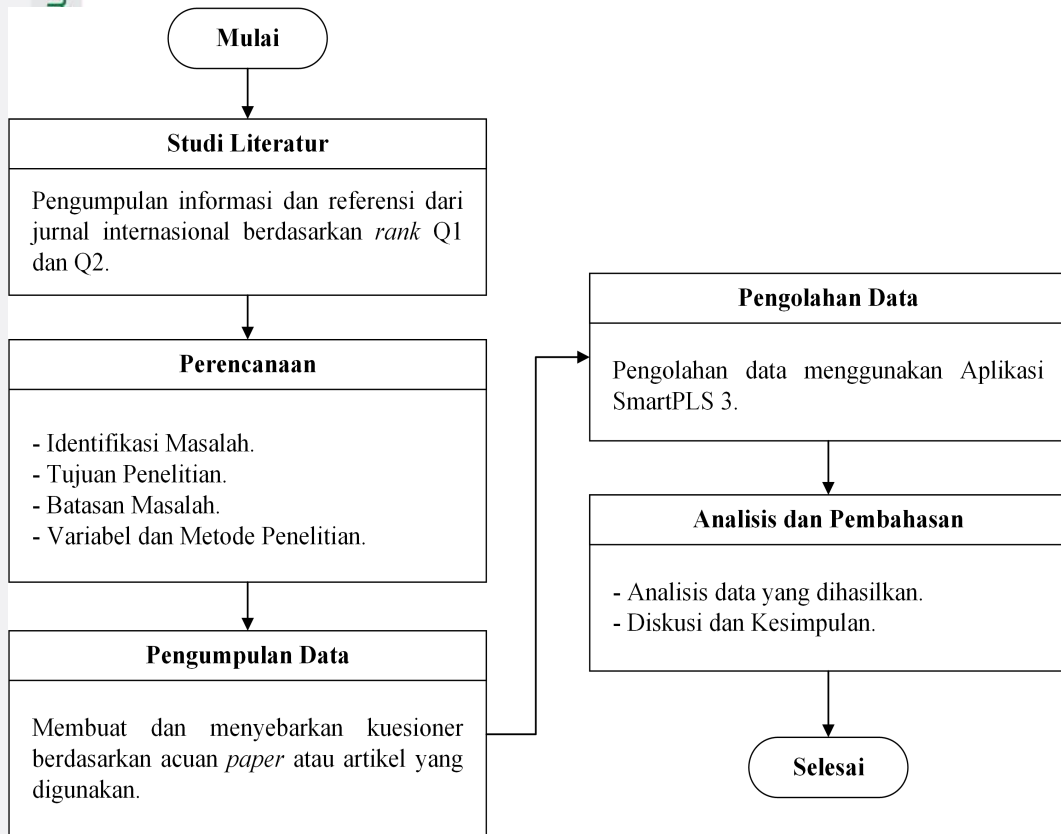 Mulai
Studi Literatur
Pengumpulan informasi dan referensi dari
jurnal internasional berdasarkan rank Q1
dan Q2.
Perencanaan
- Identifikasi Masalah.
- Tujuan Penelitian.
- Batasan Masalah.
- Variabel dan Metode Penelitian.
Pengumpulan Data
Membuat dan menyebarkan kuesioner
berdasarkan acuan paper atau artikel yang
digunakan.
Pengolahan Data
Pengolahan data menggunakan Aplikasi
SmartPLS 3.
Analisis dan Pembahasan
- Analisis data yang dihasilkan.
- Diskusi dan Kesimpulan.
Selesai